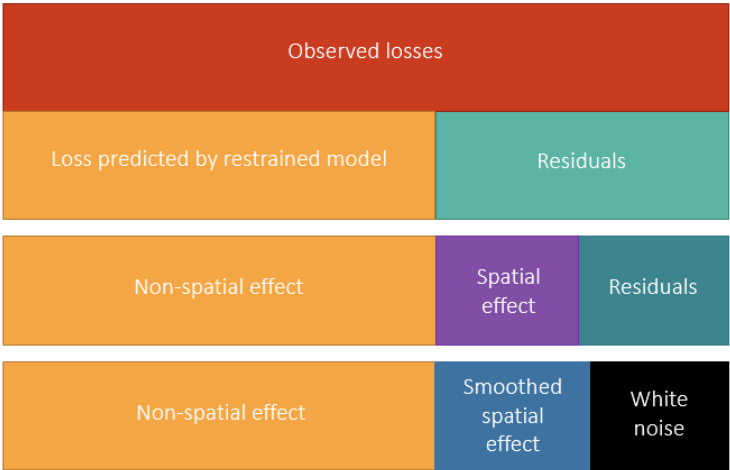 Observed losses
Loss predicted by restrained model
Residuals
Non-spatial effect
Spatial
effect
Residuals
Non-spatial effect
Smoothed
spatial
effect
White
noise